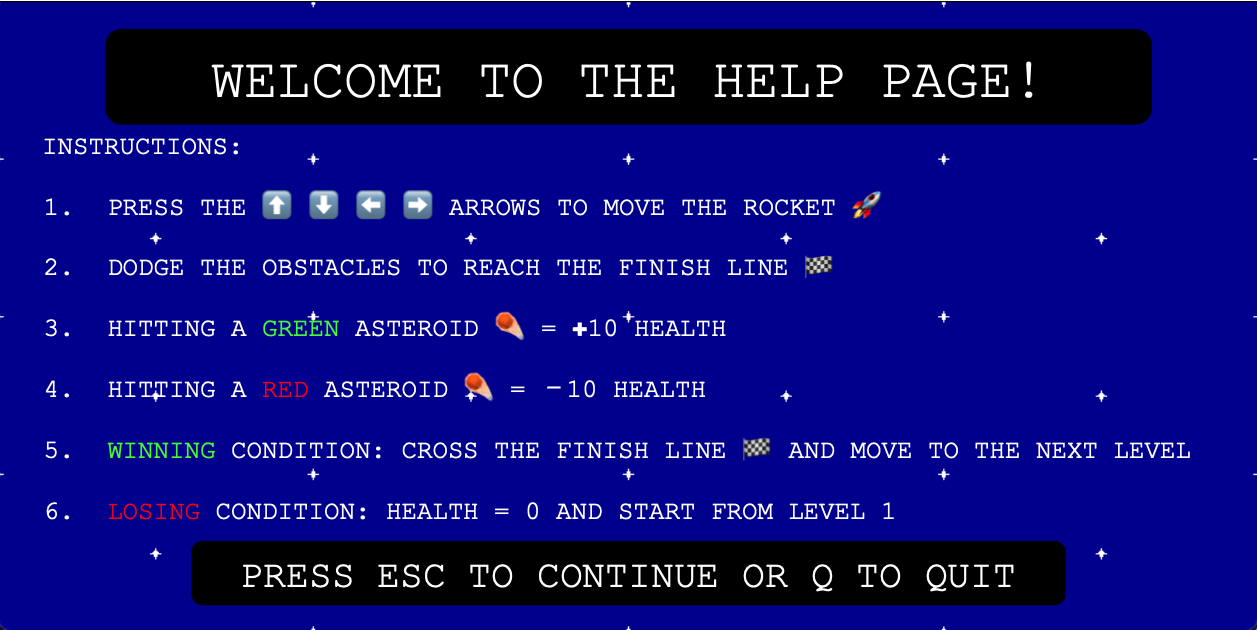 WELCOME TO THE HELP PAGE!
INSTRUCTIONS:
1. PRESS THE ⬆️ ⬇️ ⬅️ ➡️ ARROWS TO MOVE THE ROCKET 🚀
2. DODGE THE OBSTACLES TO REACH THE FINISH LINE 🏁
3. HITTING A GREEN ASTEROID ☄️ = +10 HEALTH
4. HITTING A RED ASTEROID ☄️ = -10 HEALTH
5. WINNING CONDITION: CROSS THE FINISH LINE 🏁 AND MOVE TO THE NEXT LEVEL
6. LOSING CONDITION: HEALTH = 0 AND START FROM LEVEL 1
PRESS ESC TO CONTINUE OR Q TO QUIT